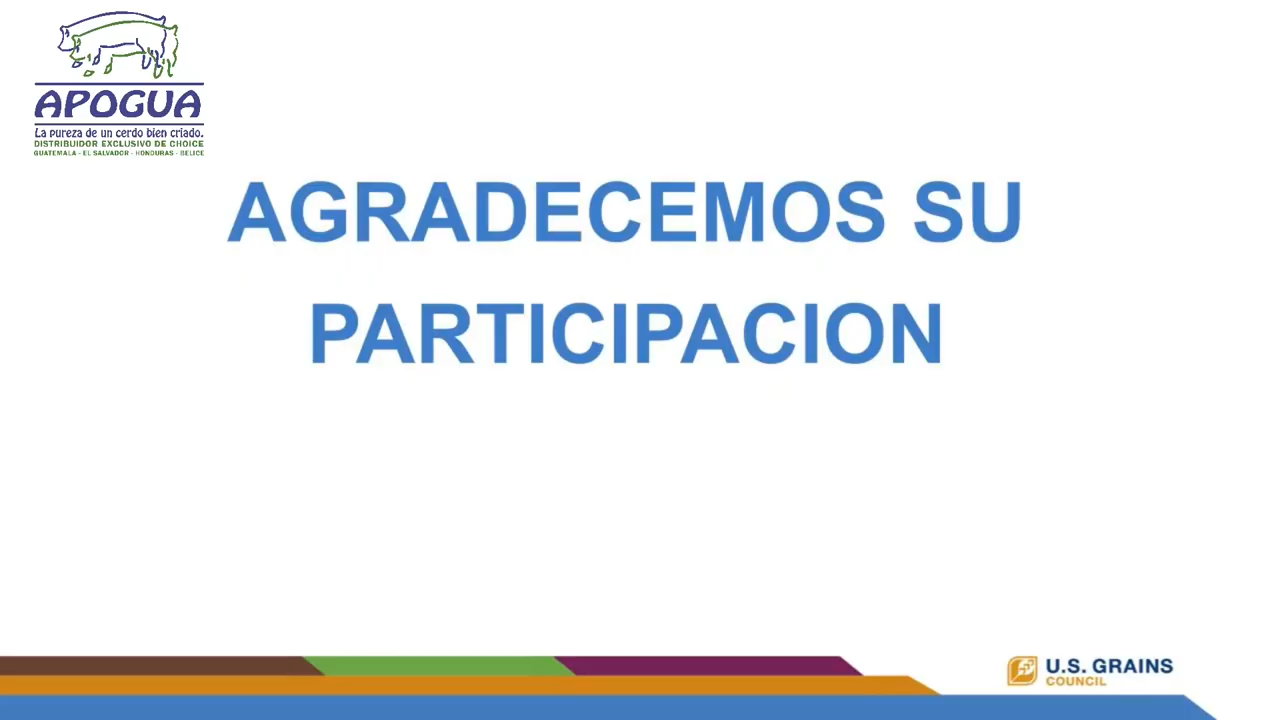 APOGUA
La pureza de un cerdo bien criado.
DISTRIBUIDOR EXCLUSIVO DE CHOICE
GUATEMALA - EL SALVADOR - HONDURAS - BELICE
AGRADECEMOS SU
PARTICIPACION
U.S. GRAINS
COUNCIL